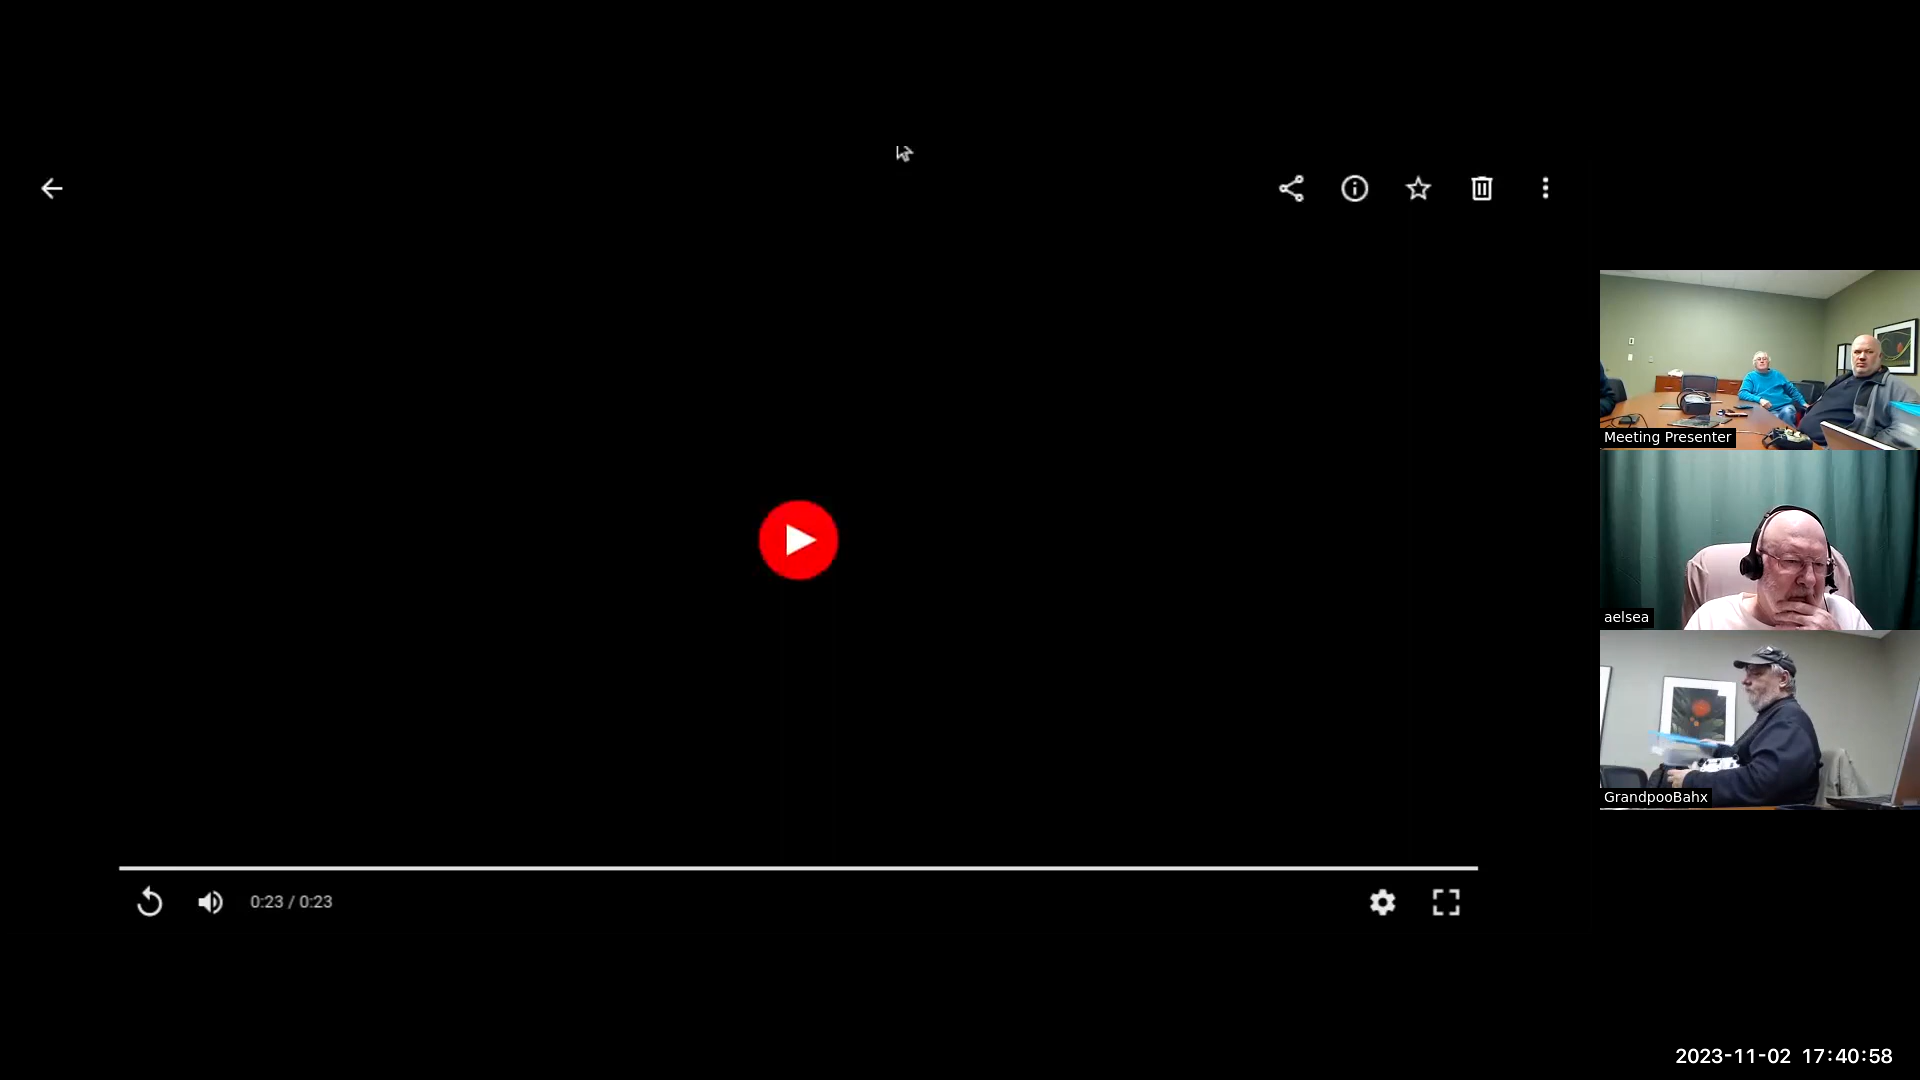 Meeting Presenter
aelsea
GrandpooBahx
0:23 / 0:23
2023-11-02 17:40:58